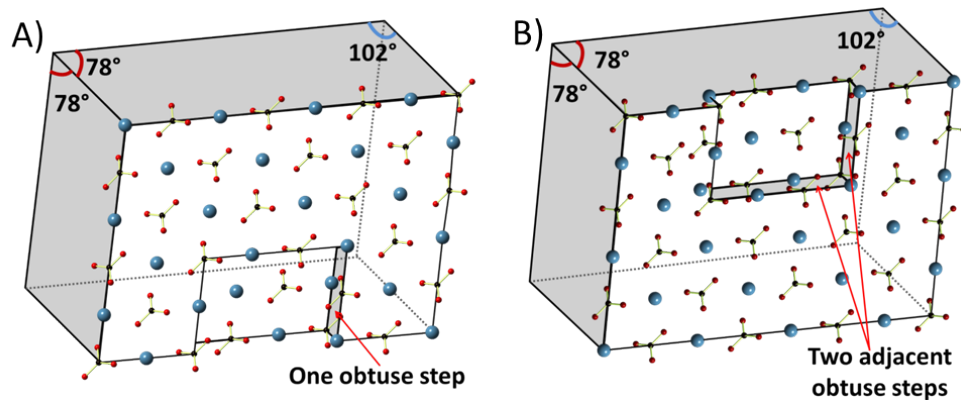 A)
78°
78°
102°
One obtuse step
B)
78°
78°
102°
Two adjacent
obtuse steps